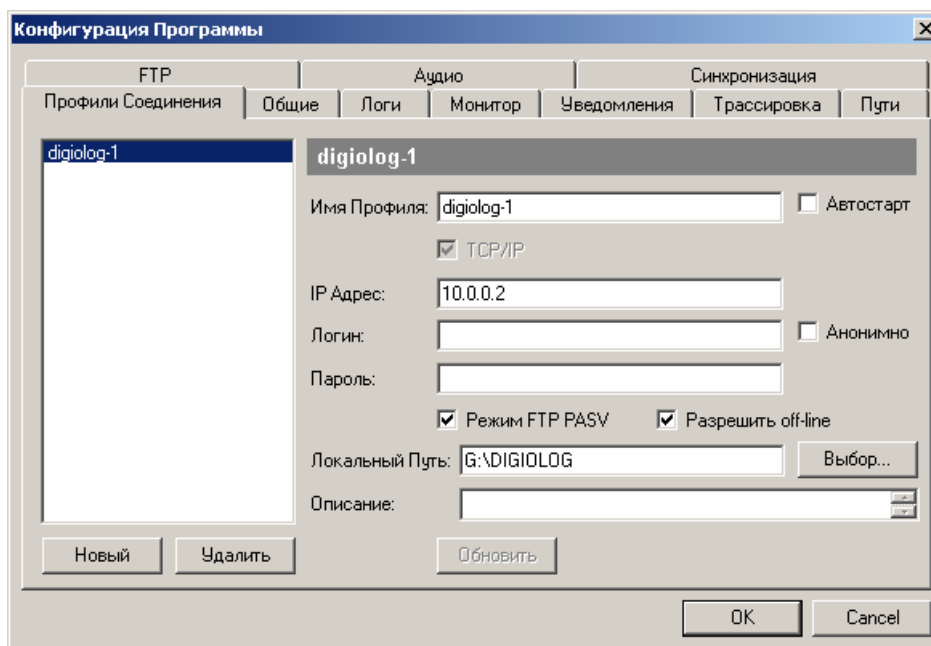 Конфигурация Программы
FTP Аудио Синхронизация
Профили Соединения Общие Логи Монитор Уведомления Трассировка Пути
digiolog-1
digiolog-1
Имя Профиля: digiolog-1 Автостарт
TCP/IP
IP Адрес: 10.0.0.2
Логин: Анонимно
Пароль:
Режим FTP PASV Разрешить off-line
Локальный Путь: G:\DIGIOLOG Выбор...
Описание:
Новый Удалить Обновить
OK Cancel